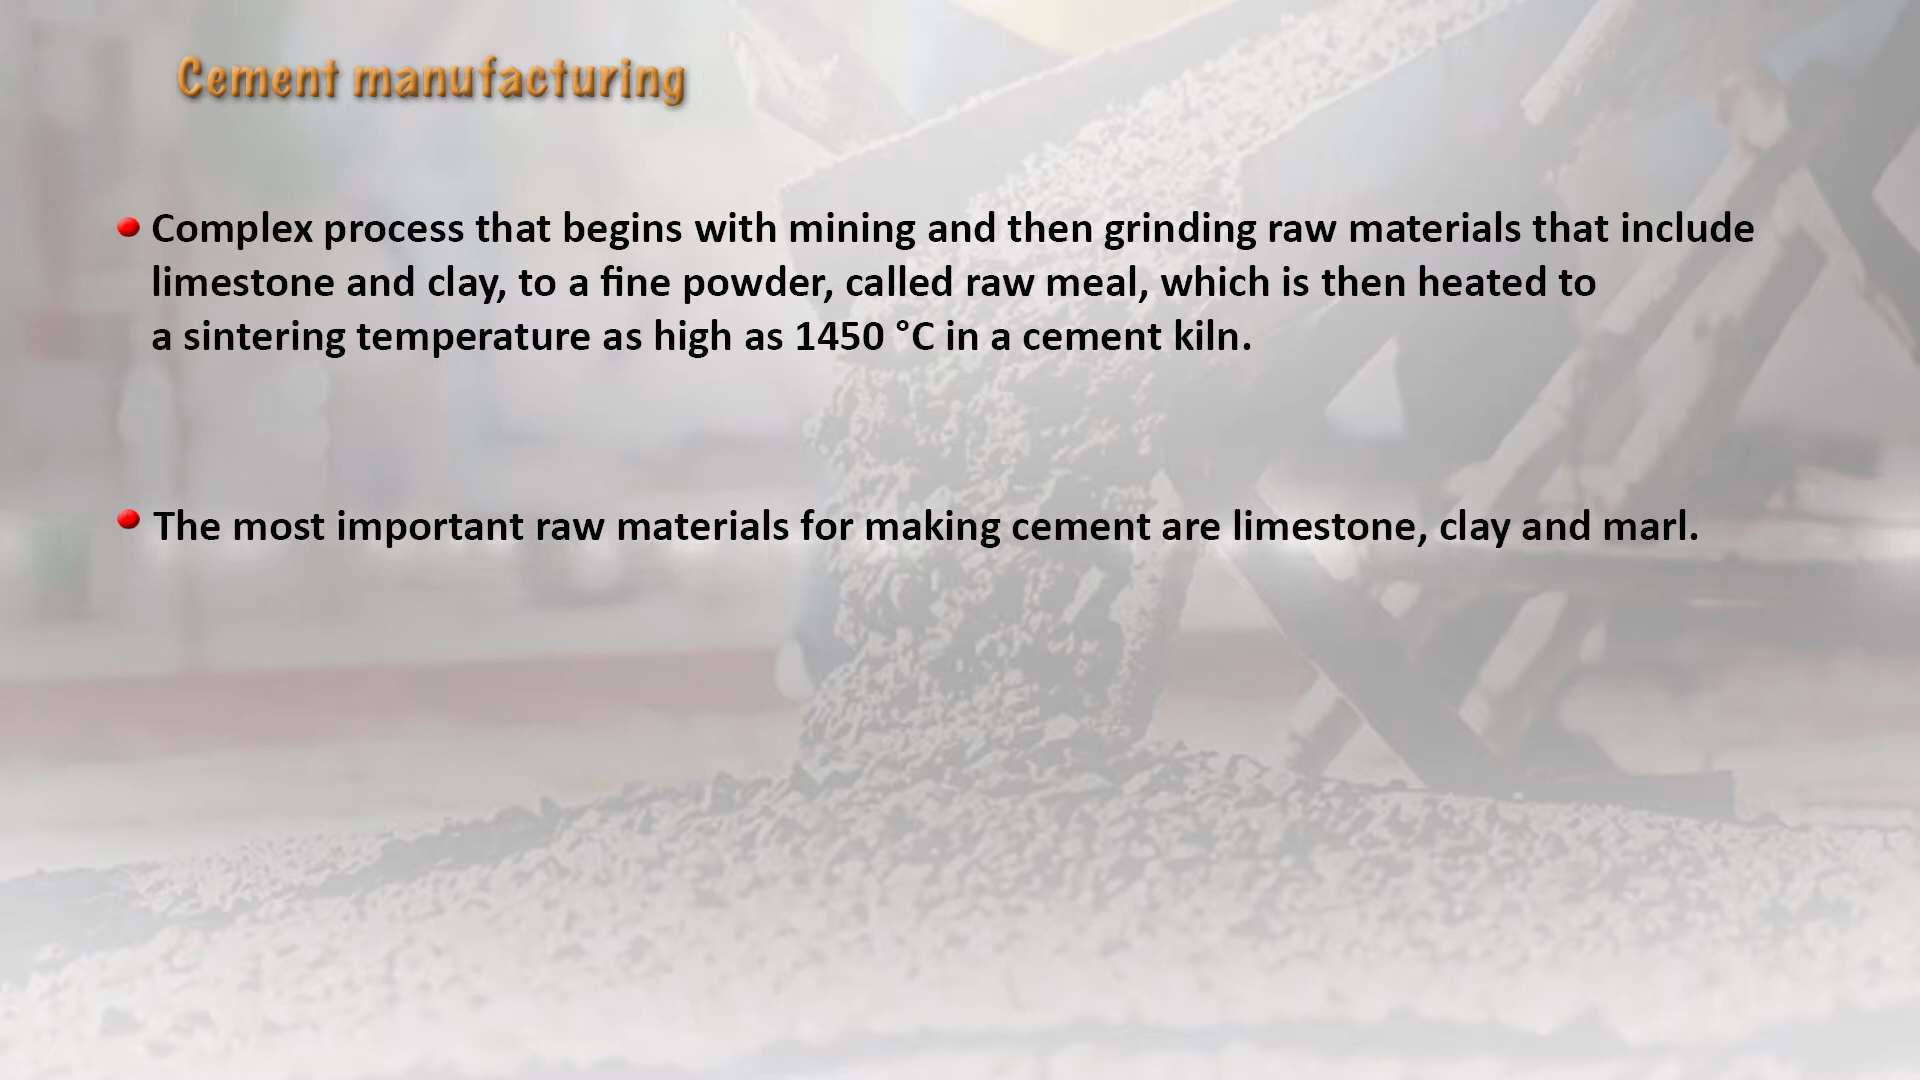 Cement manufacturing
Complex process that begins with mining and then grinding raw materials that include
limestone and clay, to a fine powder, called raw meal, which is then heated to
a sintering temperature as high as 1450 °C in a cement kiln.
The most important raw materials for making cement are limestone, clay and marl.